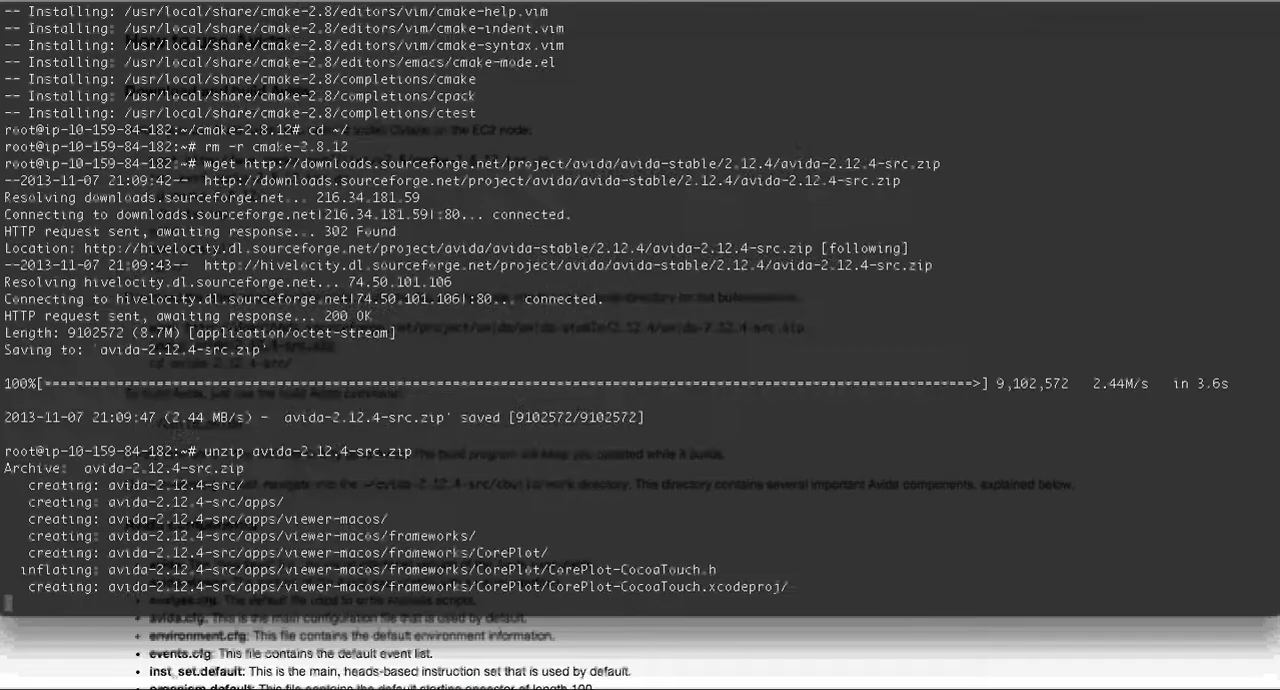 -- Installing: /usr/local/share/cmake-2.8/editors/vim/cmake-help.vim
-- Installing: /usr/local/share/cmake-2.8/editors/vim/cmake-indent.vim
-- Installing: /usr/local/share/cmake-2.8/editors/vim/cmake-syntax.vim
-- Installing: /usr/local/share/cmake-2.8/editors/emacs/cmake-mode.el
-- Installing: /usr/local/share/cmake-2.8/completions/cmake
-- Installing: /usr/local/share/cmake-2.8/completions/cpack
-- Installing: /usr/local/share/cmake-2.8/completions/ctest
root@ip-10-159-84-182:~/cmake-2.8.12# cd ~/
root@ip-10-159-84-182:~# rm -r cmake-2.8.12
root@ip-10-159-84-182:~# wget http://downloads.sourceforge.net/project/avida/avida-stable/2.12.4/avida-2.12.4-src.zip
--2013-11-07 21:09:42-- http://downloads.sourceforge.net/project/avida/avida-stable/2.12.4/avida-2.12.4-src.zip
Resolving downloads.sourceforge.net... 216.34.181.59
Connecting to downloads.sourceforge.net|216.34.181.59|:80... connected.
HTTP request sent, awaiting response... 302 Found
Location: http://hivelocity.dl.sourceforge.net/project/avida/avida-stable/2.12.4/avida-2.12.4-src.zip [following]
--2013-11-07 21:09:43-- http://hivelocity.dl.sourceforge.net/project/avida/avida-stable/2.12.4/avida-2.12.4-src.zip
Resolving hivelocity.dl.sourceforge.net... 74.50.101.106
Connecting to hivelocity.dl.sourceforge.net|74.50.101.106|:80... connected.
HTTP request sent, awaiting response... 200 OK
Length: 9102572 (8.7M) [application/octet-stream]
Saving to: `avida-2.12.4-src.zip'
100%[======================================>] 9,102,572 2.44M/s in 3.6s
2013-11-07 21:09:47 (2.44 MB/s) - `avida-2.12.4-src.zip' saved [9102572/9102572]
root@ip-10-159-84-182:~# unzip avida-2.12.4-src.zip
Archive: avida-2.12.4-src.zip
creating: avida-2.12.4-src/
creating: avida-2.12.4-src/apps/
creating: avida-2.12.4-src/apps/viewer-macos/
creating: avida-2.12.4-src/apps/viewer-macos/frameworks/
creating: avida-2.12.4-src/apps/viewer-macos/frameworks/CorePlot/
inflating: avida-2.12.4-src/apps/viewer-macos/frameworks/CorePlot/CorePlot-CocoaTouch.h
creating: avida-2.12.4-src/apps/viewer-macos/frameworks/CorePlot/CorePlot-CocoaTouch.xcodeproj/
• avida.cfg: This is the main configuration file that is used by default.
• environment.cfg: This file contains the default environment information.
• events.cfg: This file contains the default event list.
• inst_set.default: This is the main, heads-based instruction set that is used by default.
• organism.default: This file contains the default starting ancestor of length 100.